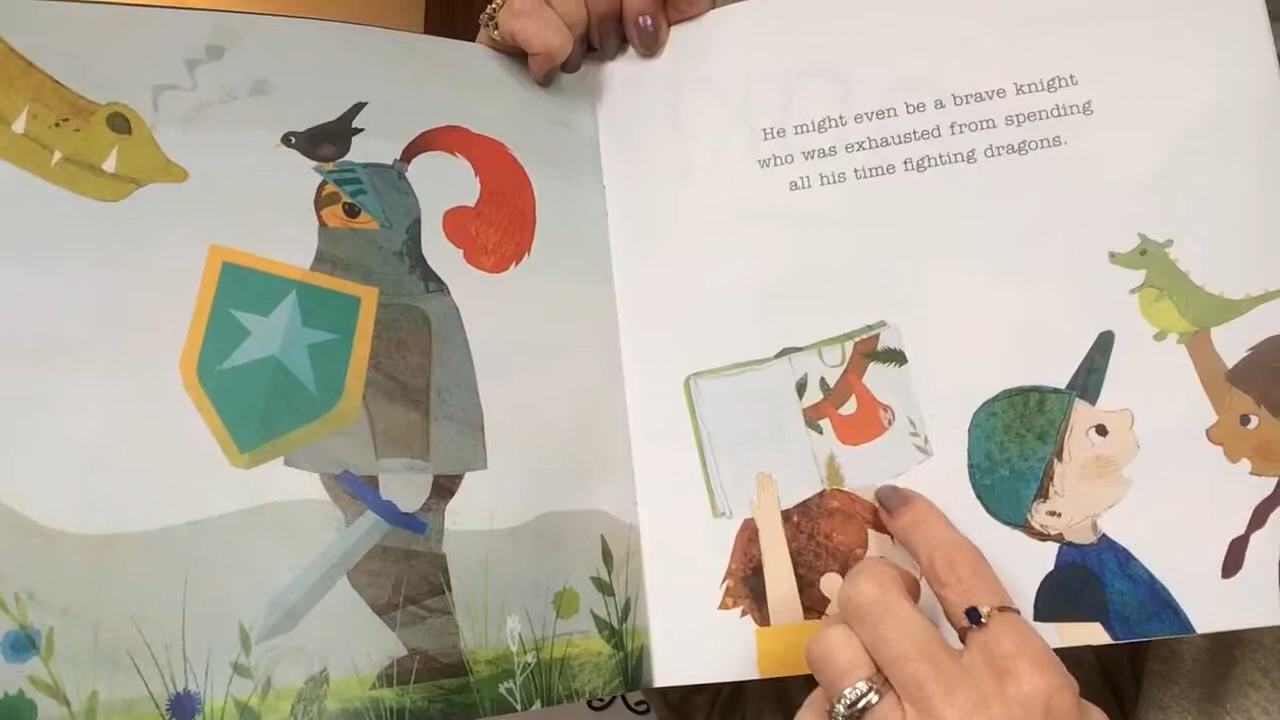 He might even be a brave knight
who was exhausted from spending
all his time fighting dragons.